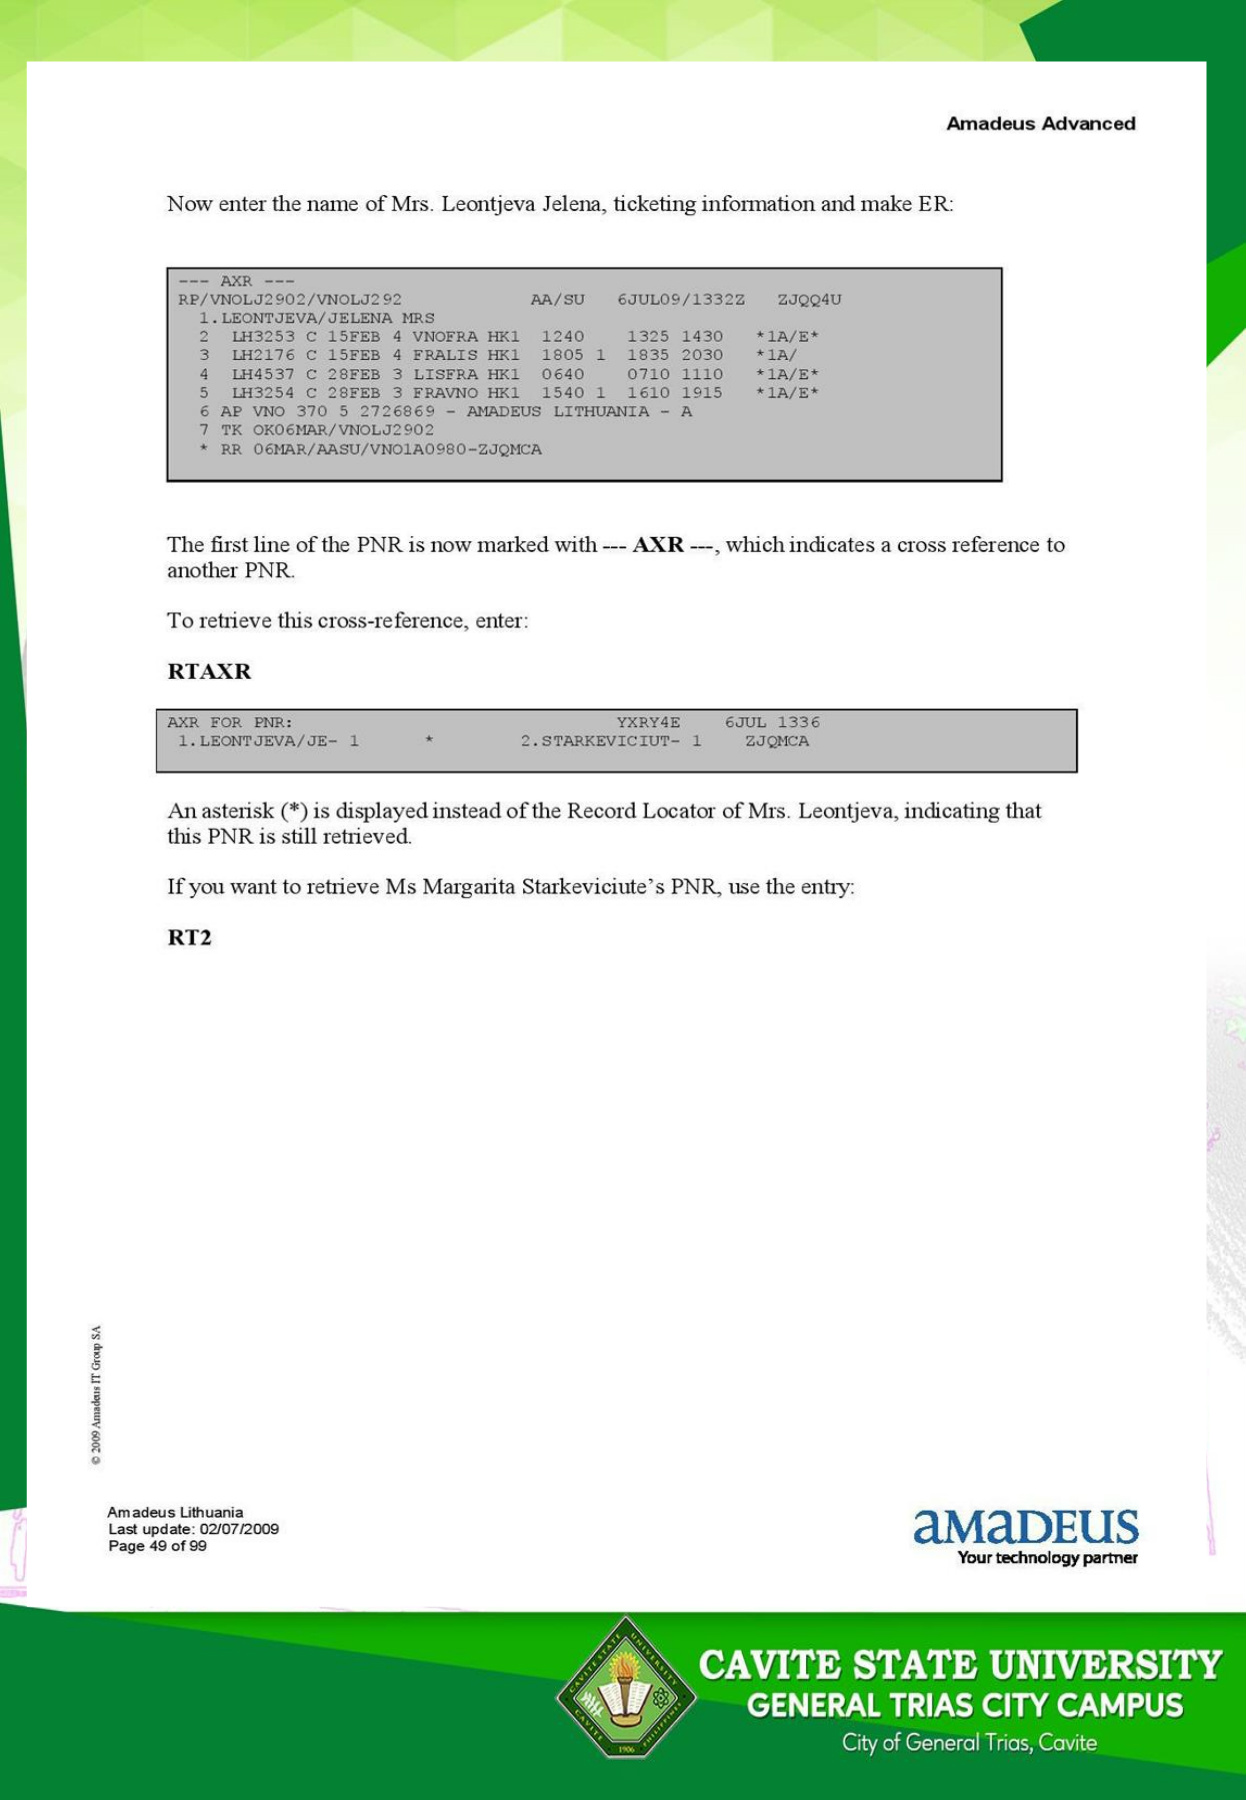 Amadeus Advanced
Now enter the name of Mrs. Leontjeva Jelena, ticketing information and make ER:
--- AXR ---
RP/VNOLJ2902/VNOLJ292 AA/SU 6JUL09/1332Z ZJQQ4U
1.LEONTJEVA/JELENA MRS
2 LH3253 C 15FEB 4 VNOFRA HK1 1240 1325 1430 *1A/E*
3 LH2176 C 15FEB 4 FRALIS HK1 1805 1 1835 2030 *1A/
4 LH4537 C 28FEB 3 LISFRA HK1 0640 0710 1110 *1A/E*
5 LH3254 C 28FEB 3 FRAVNO HK1 1540 1 1610 1915 *1A/E*
6 AP VNO 370 5 2726869 - AMADEUS LITHUANIA - A
7 TK OK06MAR/VNOLJ2902
* RR 06MAR/AASU/VNO1A0980-ZJQMCA
The first line of the PNR is now marked with --- AXR ---, which indicates a cross reference to
another PNR.
To retrieve this cross-reference, enter:
RTAXR
AXR FOR PNR: YXRY4E 6JUL 1336
1.LEONTJEVA/JE- 1 * 2.STARKEVICIUT- 1 ZJQMCA
An asterisk (*) is displayed instead of the Record Locator of Mrs. Leontjeva, indicating that
this PNR is still retrieved.
If you want to retrieve Ms Margarita Starkeviciute's PNR, use the entry:
RT2
© 2009 Amadeus IT Group SA
Amadeus Lithuania
Last update: 02/07/2009
Page 49 of 99
aMaDEUS
Your technology partner
CAVITE STATE UNIVERSITY
CAVITE PHILIPPINES
1906
CAVITE STATE UNIVERSITY
GENERAL TRIAS CITY CAMPUS
City of General Trias, Cavite